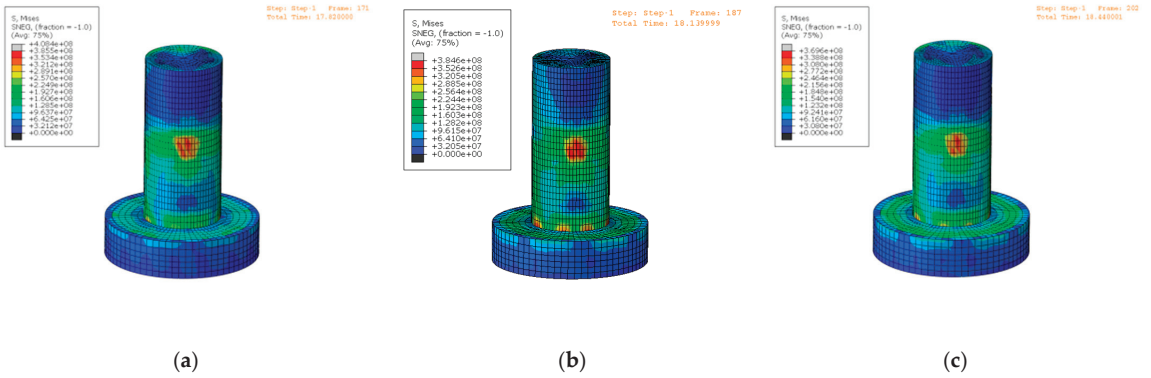 S, Mises
SNEG, (fraction = -1.0)
(Avg: 75%)
+4.084e+08
+3.855e+08
+3.534e+08
+3.212e+08
+2.891e+08
+2.570e+08
+2.249e+08
+1.927e+08
+1.606e+08
+1.285e+08
+9.637e+07
+6.425e+07
+3.212e+07
+0.000e+00
Step: Step-1 Frame: 171
Total Time: 17.820000
(a)
S, Mises
SNEG, (fraction = -1.0)
(Avg: 75%)
+3.846e+08
+3.526e+08
+3.205e+08
+2.885e+08
+2.564e+08
+2.244e+08
+1.923e+08
+1.603e+08
+1.282e+08
+9.615e+07
+6.410e+07
+3.205e+07
+0.000e+00
Step: Step-1 Frame: 187
Total Time: 18.139999
(b)
S, Mises
SNEG, (fraction = -1.0)
(Avg: 75%)
+3.696e+08
+3.388e+08
+3.080e+08
+2.772e+08
+2.464e+08
+2.156e+08
+1.848e+08
+1.540e+08
+1.232e+08
+9.241e+07
+6.160e+07
+3.080e+07
+0.000e+00
Step: Step-1 Frame: 202
Total Time: 18.440001
(c)